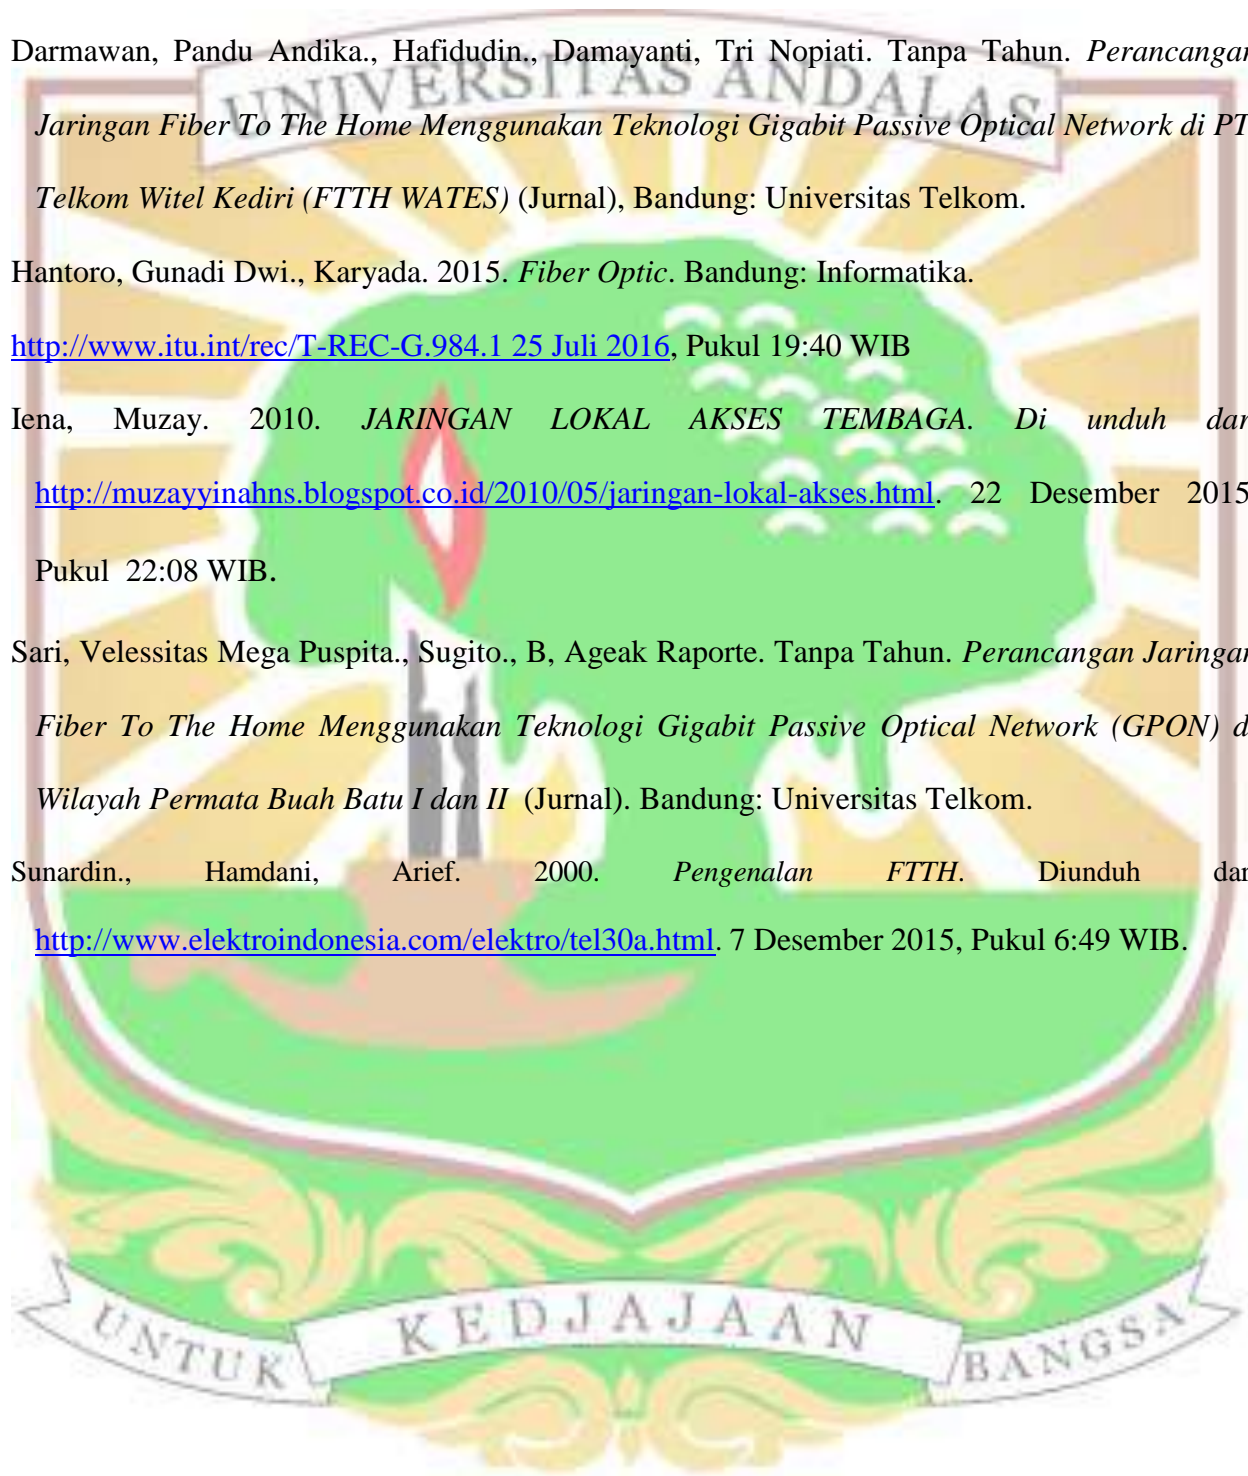 Darmawan, Pandu Andika., Hafidudin., Damayanti, Tri Nopiati. Tanpa Tahun. Perancangan
UNIVERSITAS ANDALAS
Jaringan Fiber To The Home Menggunakan Teknologi Gigabit Passive Optical Network di PT
Telkom Witel Kediri (FTTH WATES) (Jurnal), Bandung: Universitas Telkom.
Hantoro, Gunadi Dwi., Karyada. 2015. Fiber Optic. Bandung: Informatika.
http://www.itu.int/rec/T-REC-G.984.1 25 Juli 2016, Pukul 19:40 WIB
Iena, Muzay. 2010. JARINGAN LOKAL AKSES TEMBAGA. Di unduh dar
http://muzayyinahns.blogspot.co.id/2010/05/jaringan-lokal-akses.html. 22 Desember 2015
Pukul 22:08 WIB.
Sari, Velessitas Mega Puspita., Sugito., B, Ageak Raporte. Tanpa Tahun. Perancangan Jaringan
Fiber To The Home Menggunakan Teknologi Gigabit Passive Optical Network (GPON) d
Wilayah Permata Buah Batu I dan II (Jurnal). Bandung: Universitas Telkom.
Sunardin., Hamdani, Arief. 2000. Pengenalan FTTH. Diunduh dar
http://www.elektroindonesia.com/elektro/tel30a.html. 7 Desember 2015, Pukul 6:49 WIB.
UNTUK KEDJAJAAN BANGSA